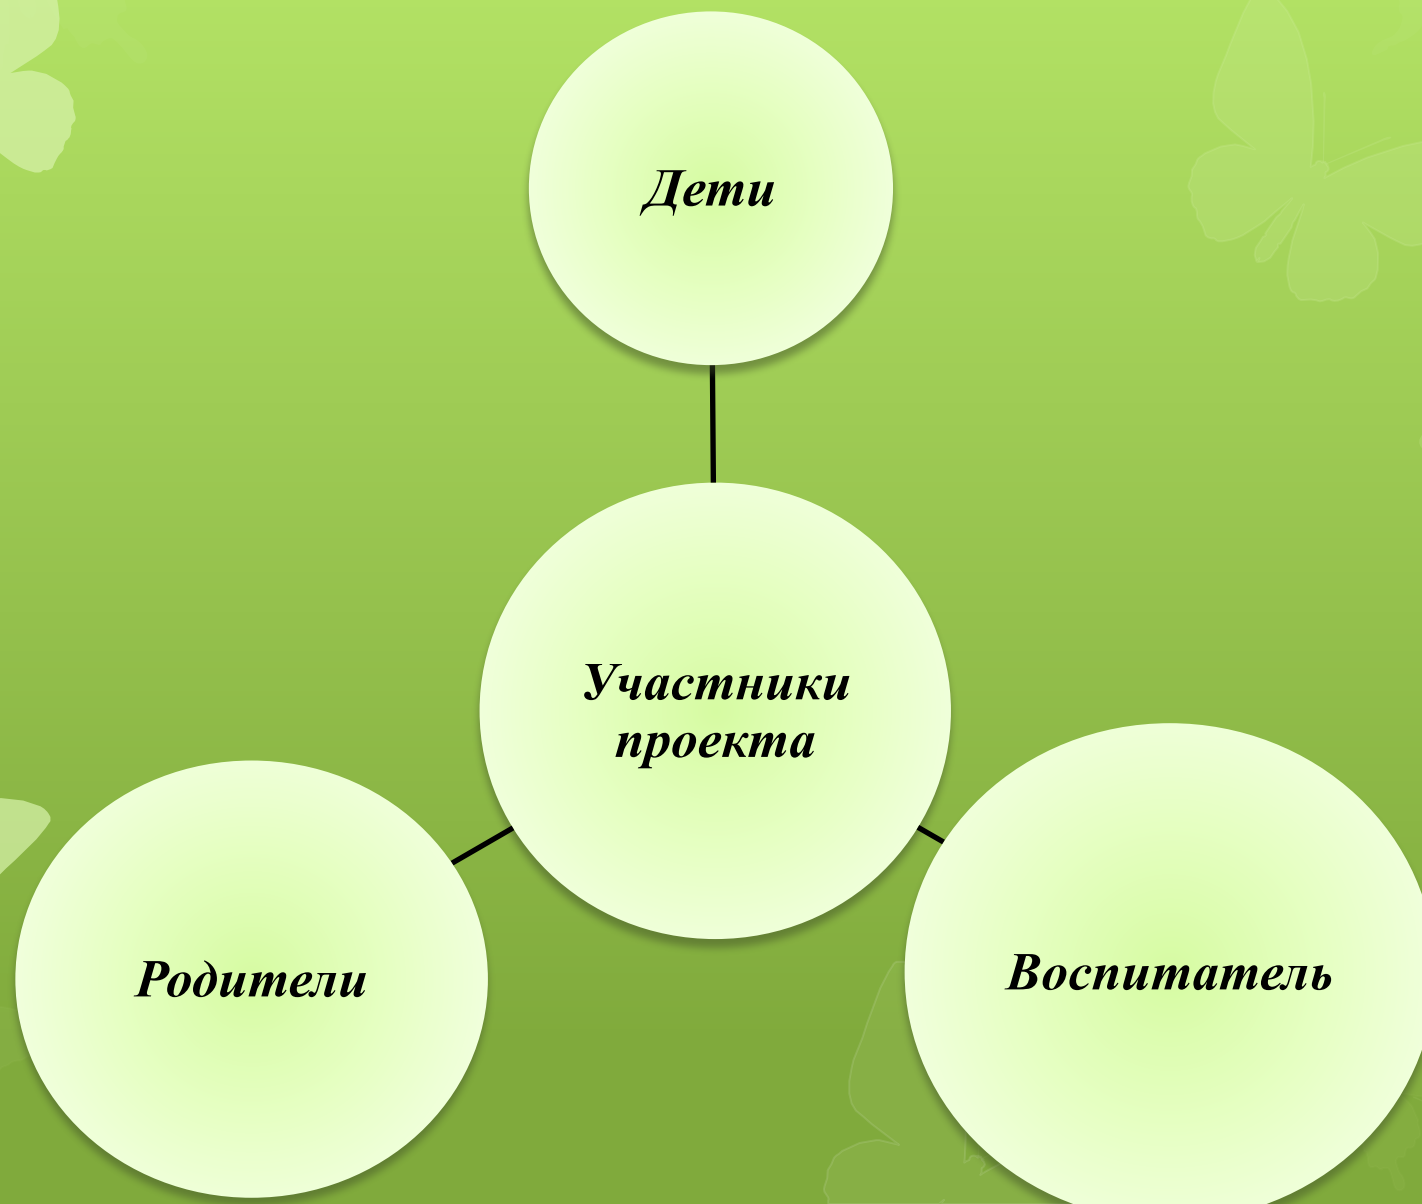 Дети
Участники
проекта
Родители
Воспитатель